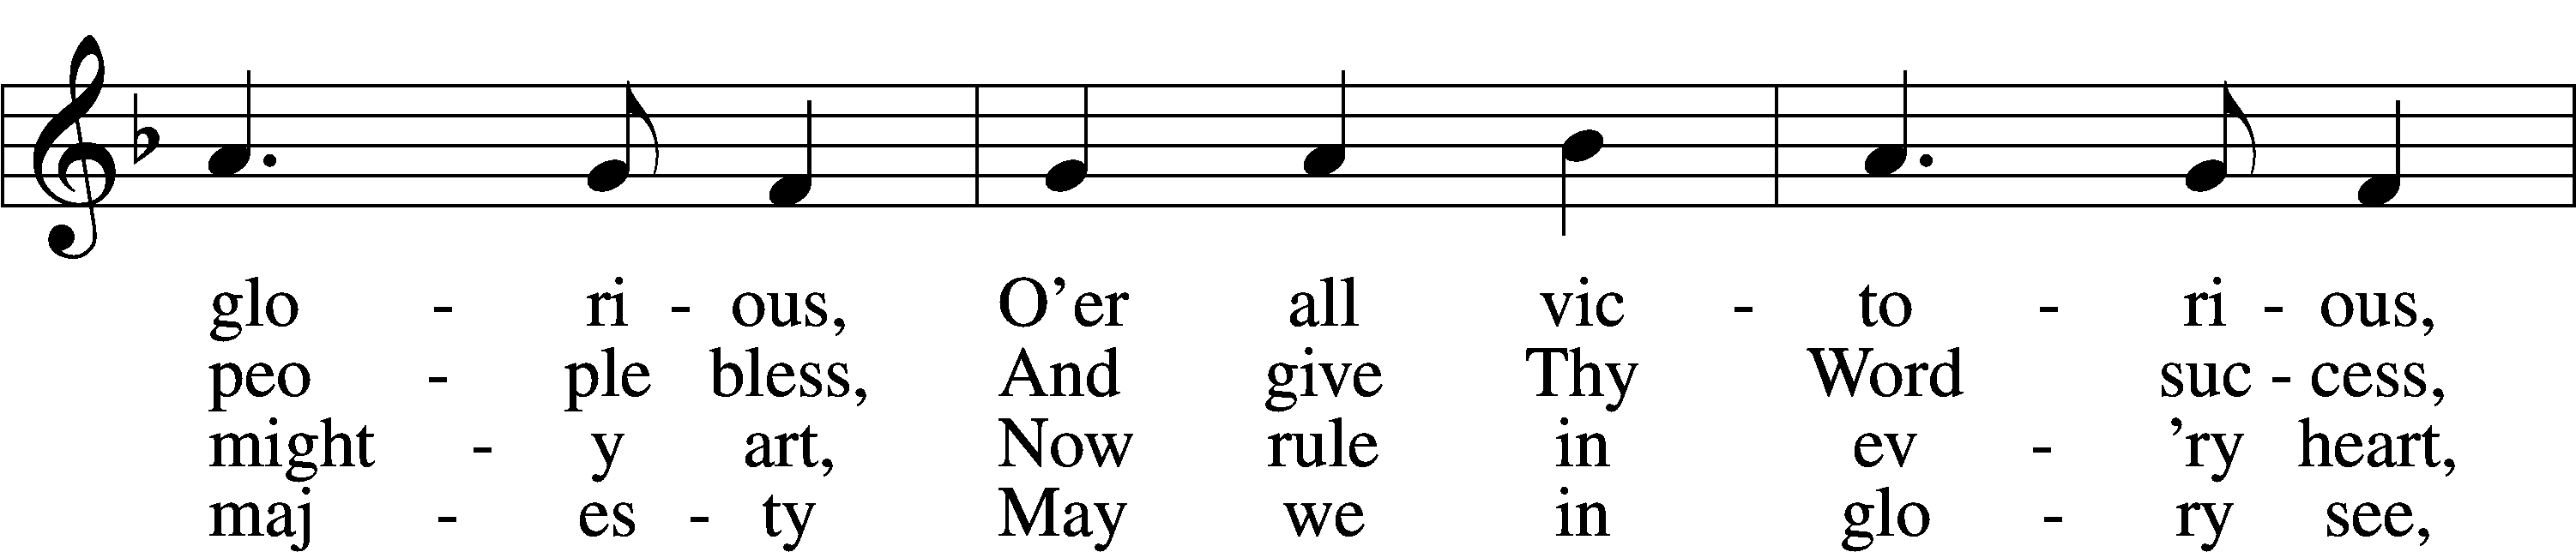 glo - ri - ous, O’er all vic - to - ri - ous,
peo - ple bless, And give Thy Word suc - cess,
might - y art, Now rule in ev - ’ry heart,
maj - es - ty May we in glo - ry see,